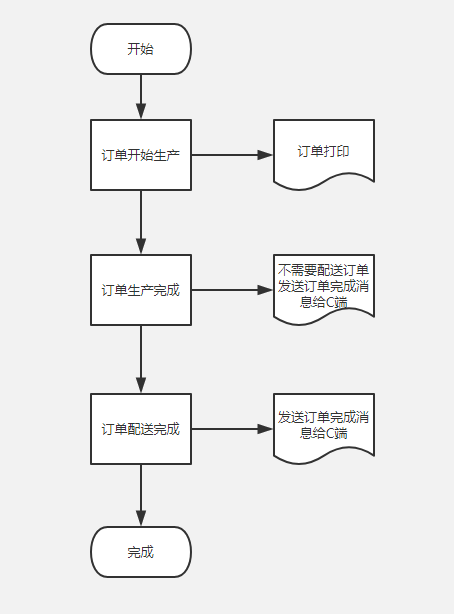 开始
订单开始生产
订单打印
订单生产完成
不需要配送订单
发送订单完成消
息给C端
订单配送完成
发送订单完成消
息给C端
完成